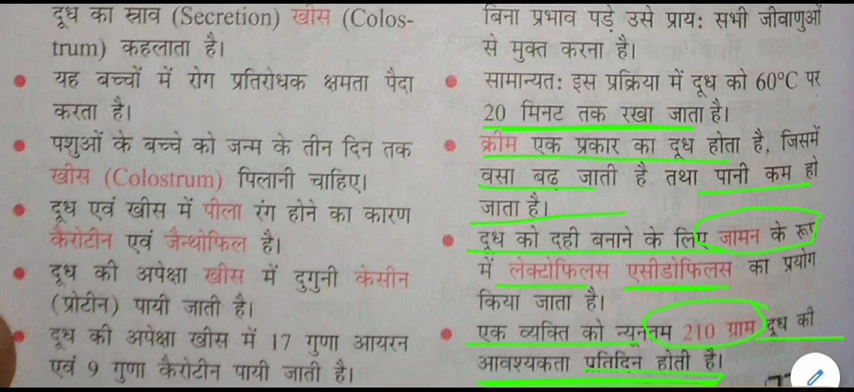 दूध का स्राव (Secretion) खीस (Colos-
trum) कहलाता है।
यह बच्चों में रोग प्रतिरोधक क्षमता पैदा
करता है।
पशुओं के बच्चे को जन्म के तीन दिन तक
खीस (Colostrum) पिलानी चाहिए।
दूध एवं खीस में पीला रंग होने का कारण
कैरोटीन एवं जैन्थोफिल है।
दूध की अपेक्षा खीस में दुगुनी केसीन
(प्रोटीन) पायी जाती है।
दूध की अपेक्षा खीस में 17 गुणा आयरन
एवं 9 गुणा कैरोटीन पायी जाती है।
बिना प्रभाव पड़े उसे प्राय: सभी जीवाणुओं
से मुक्त करना है।
सामान्यत: इस प्रक्रिया में दूध को 60°C पर
20 मिनट तक रखा जाता है।
क्रीम एक प्रकार का दूध होता है, जिसमें
वसा बढ़ जाती है तथा पानी कम हो
जाता है।
दूध को दही बनाने के लिए जामन के रूप
में लेक्टोफिलस एसीडोफिलस का प्रयोग
किया जाता है।
एक व्यक्ति को न्यूनतम 210 ग्राम दूध की
आवश्यकता प्रतिदिन होती है।